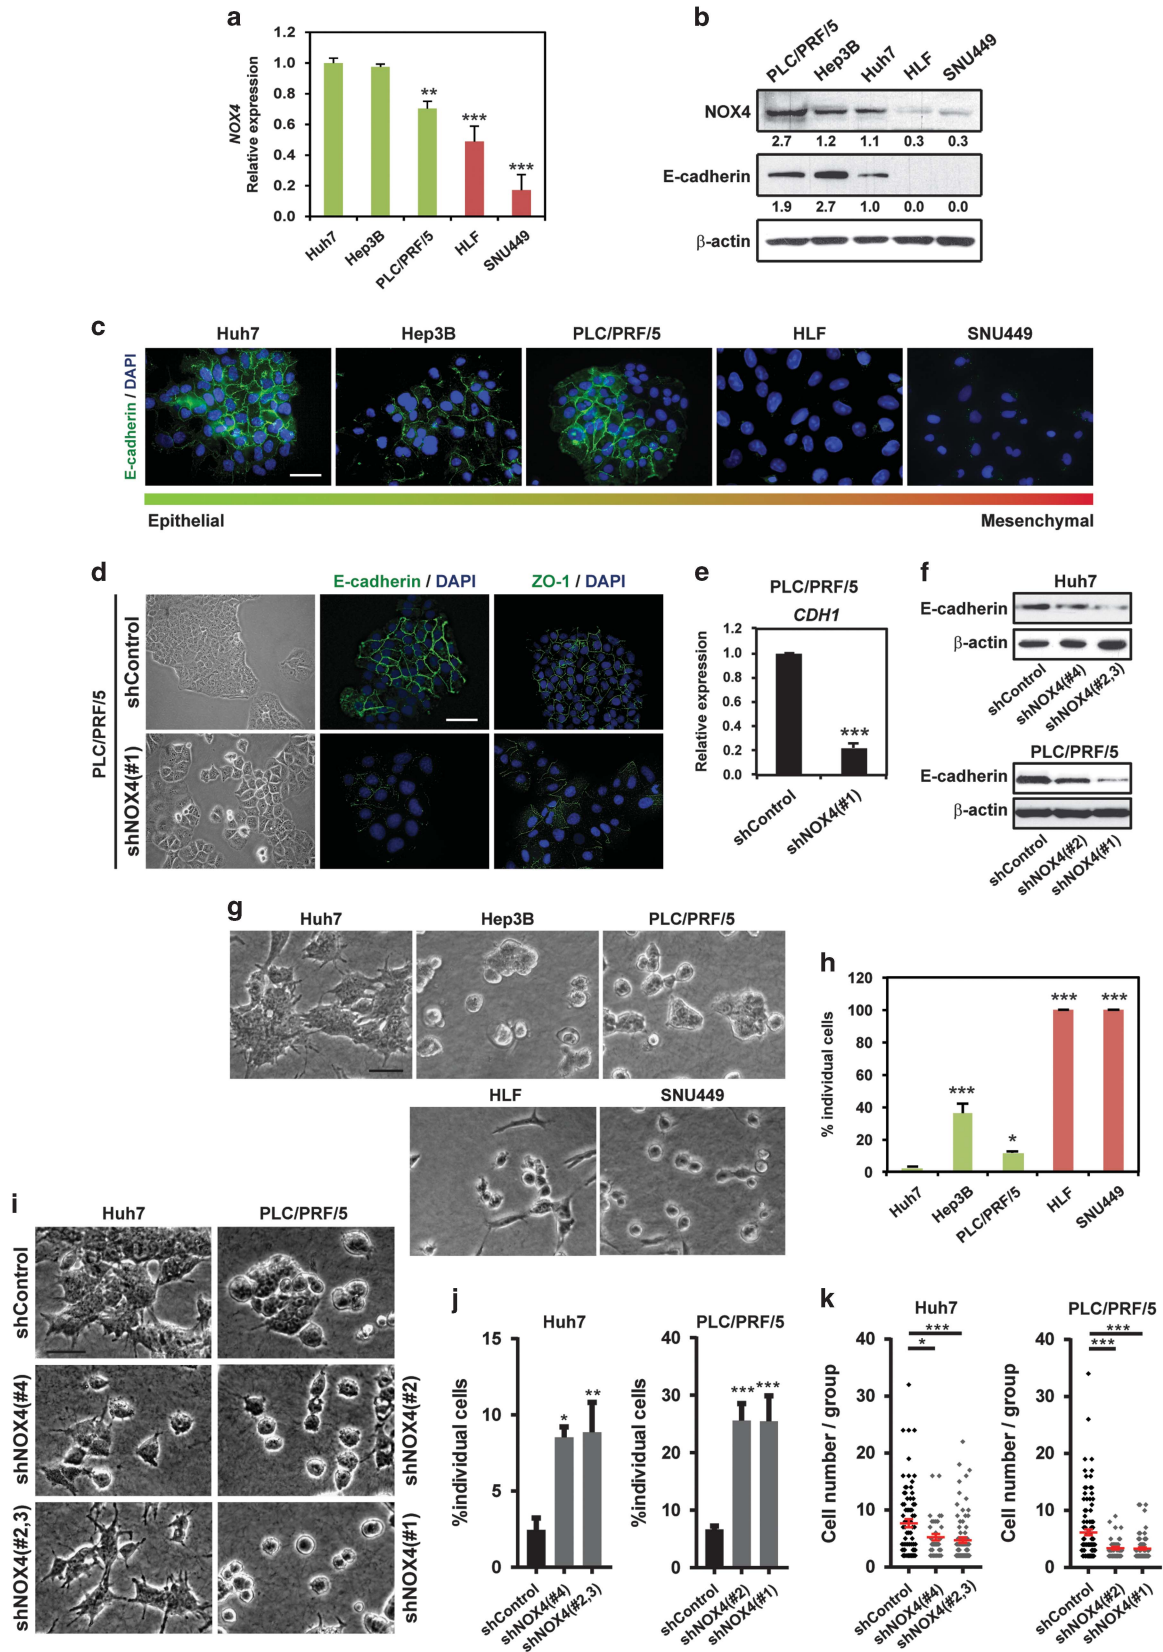 a
1.2
1.0
0.8
0.6
0.4
0.2
0.0
NOX4
Relative expression
**
***
***
Huh7
Hep3B
PLC/PRF/5
HLF
SNU449
b
PLC/PRF/5
Hep3B
Huh7
HLF
SNU449
NOX4
2.7 1.2 1.1 0.3 0.3
E-cadherin
1.9 2.7 1.0 0.0 0.0
β-actin
c
Huh7
Hep3B
PLC/PRF/5
HLF
SNU449
E-cadherin / DAPI
Epithelial
Mesenchymal
d
E-cadherin / DAPI
ZO-1 / DAPI
PLC/PRF/5
shControl
shNOX4(#1)
e
PLC/PRF/5
CDH1
1.2
1.0
0.8
0.6
0.4
0.2
0.0
Relative expression
***
shControl
shNOX4(#1)
f
Huh7
E-cadherin
β-actin
shControl
shNOX4(#4)
shNOX4(#2,3)
PLC/PRF/5
E-cadherin
β-actin
shControl
shNOX4(#2)
shNOX4(#1)
g
Huh7
Hep3B
PLC/PRF/5
HLF
SNU449
h
120
100
80
60
40
20
0
% individual cells
***
*
***
***
Huh7
Hep3B
PLC/PRF/5
HLF
SNU449
i
Huh7
PLC/PRF/5
shControl
shNOX4(#4)
shNOX4(#2)
shNOX4(#2,3)
shNOX4(#1)
j
Huh7
15
10
5
0
%individual cells
*
**
shControl
shNOX4(#4)
shNOX4(#2,3)
PLC/PRF/5
40
30
20
10
0
%individual cells
***
***
shControl
shNOX4(#2)
shNOX4(#1)
k
Huh7
***
*
40
30
20
10
0
Cell number / group
shControl
shNOX4(#4)
shNOX4(#2,3)
PLC/PRF/5
***
***
40
30
20
10
0
Cell number / group
shControl
shNOX4(#2)
shNOX4(#1)